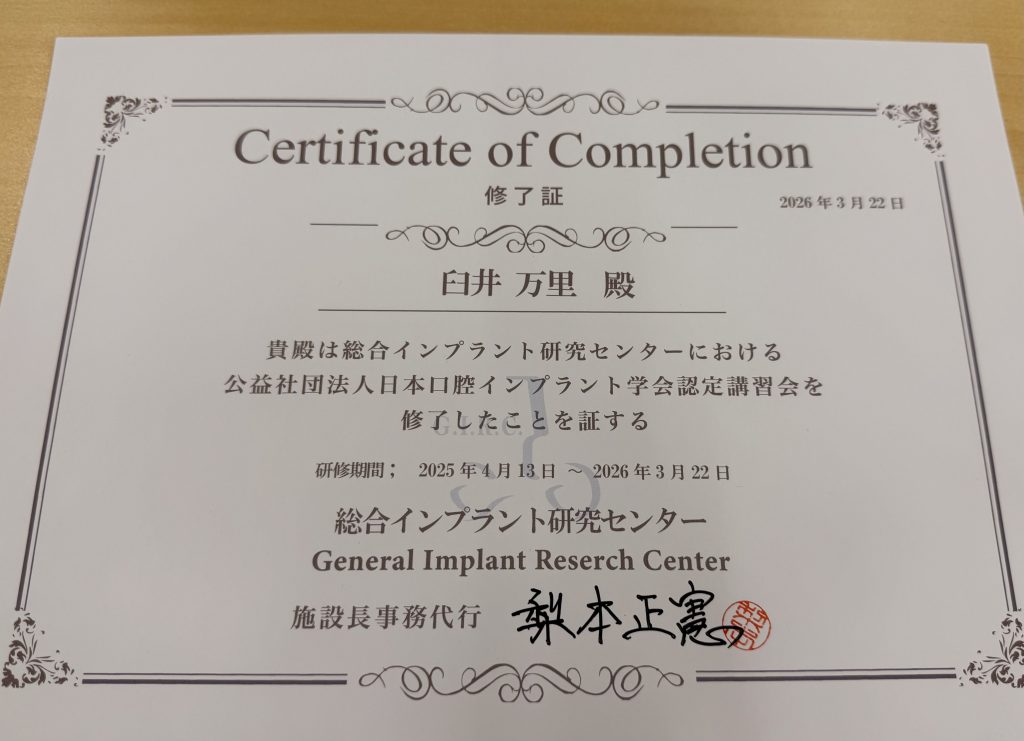 Certificate of Completion
修了証
2026年3月22日
臼井 万里 殿
貴殿は総合インプラント研究センターにおける
公益社団法人日本口腔インプラント学会認定講習会を
修了したことを証する
G.I.R.C.
研修期間； 2025年4月13日 ～ 2026年3月22日
総合インプラント研究センター
General Implant Reserch Center
施設長事務代行 梨本正憲